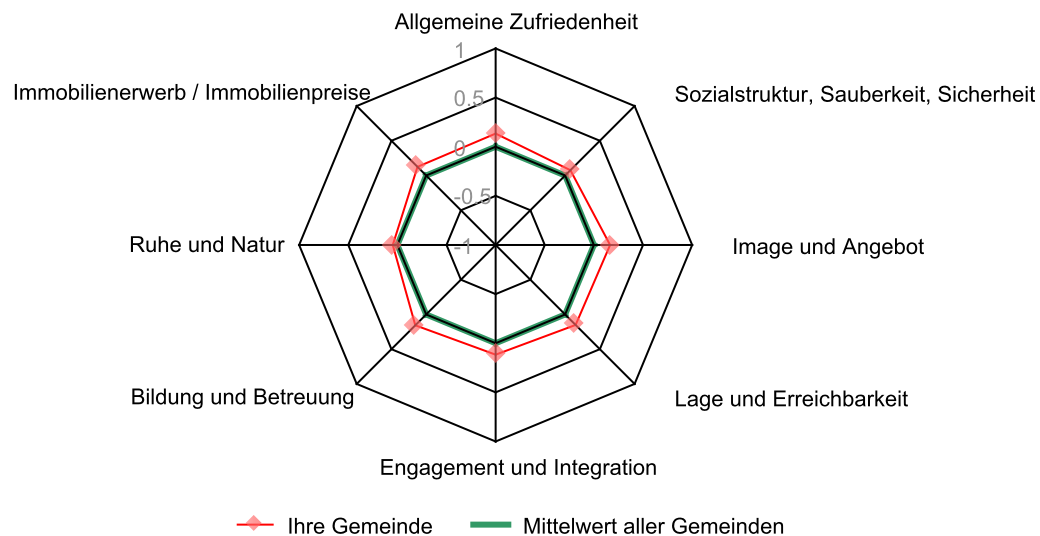 Allgemeine Zufriedenheit
1
Immobilienerwerb / Immobilienpreise
Sozialstruktur, Sauberkeit, Sicherheit
0.5
0
-0.5
Ruhe und Natur
-1
Image und Angebot
Bildung und Betreuung
Lage und Erreichbarkeit
Engagement und Integration
Ihre Gemeinde
Mittelwert aller Gemeinden